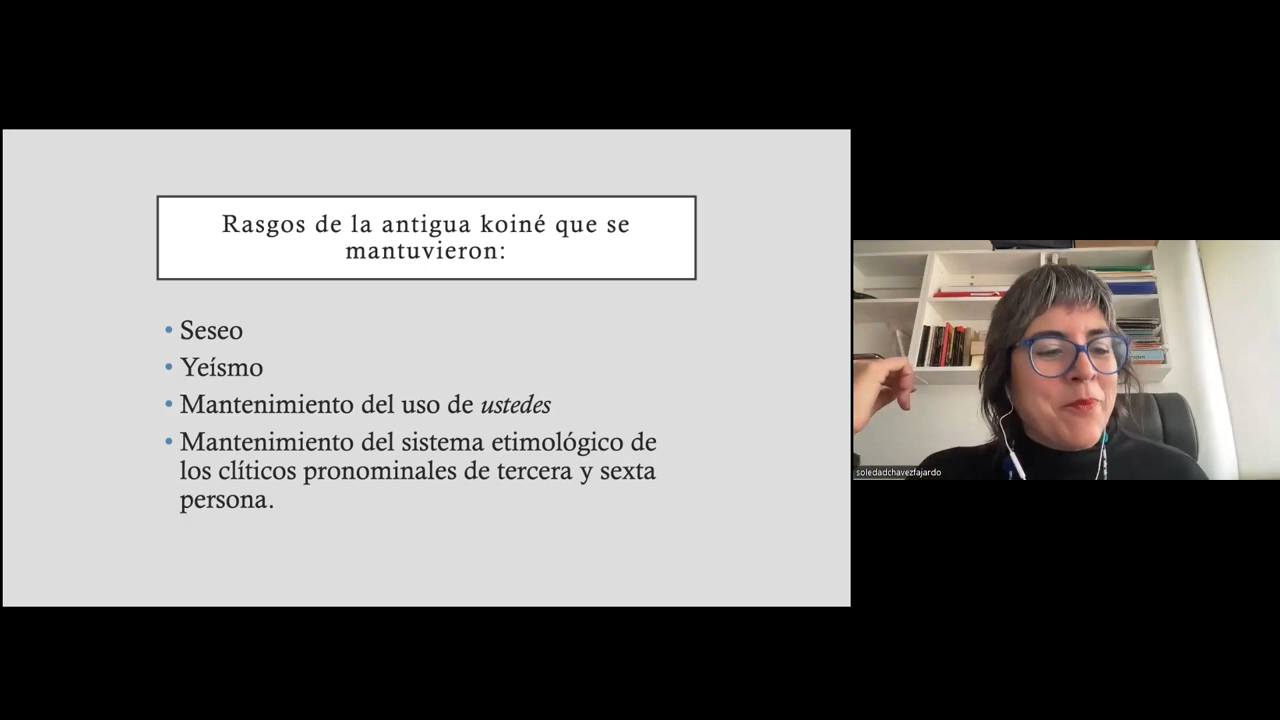 Rasgos de la antigua koiné que se
mantuvieron:
• Seseo
• Yeísmo
• Mantenimiento del uso de ustedes
• Mantenimiento del sistema etimológico de
los clíticos pronominales de tercera y sexta
persona.
soledadchavezfajardo